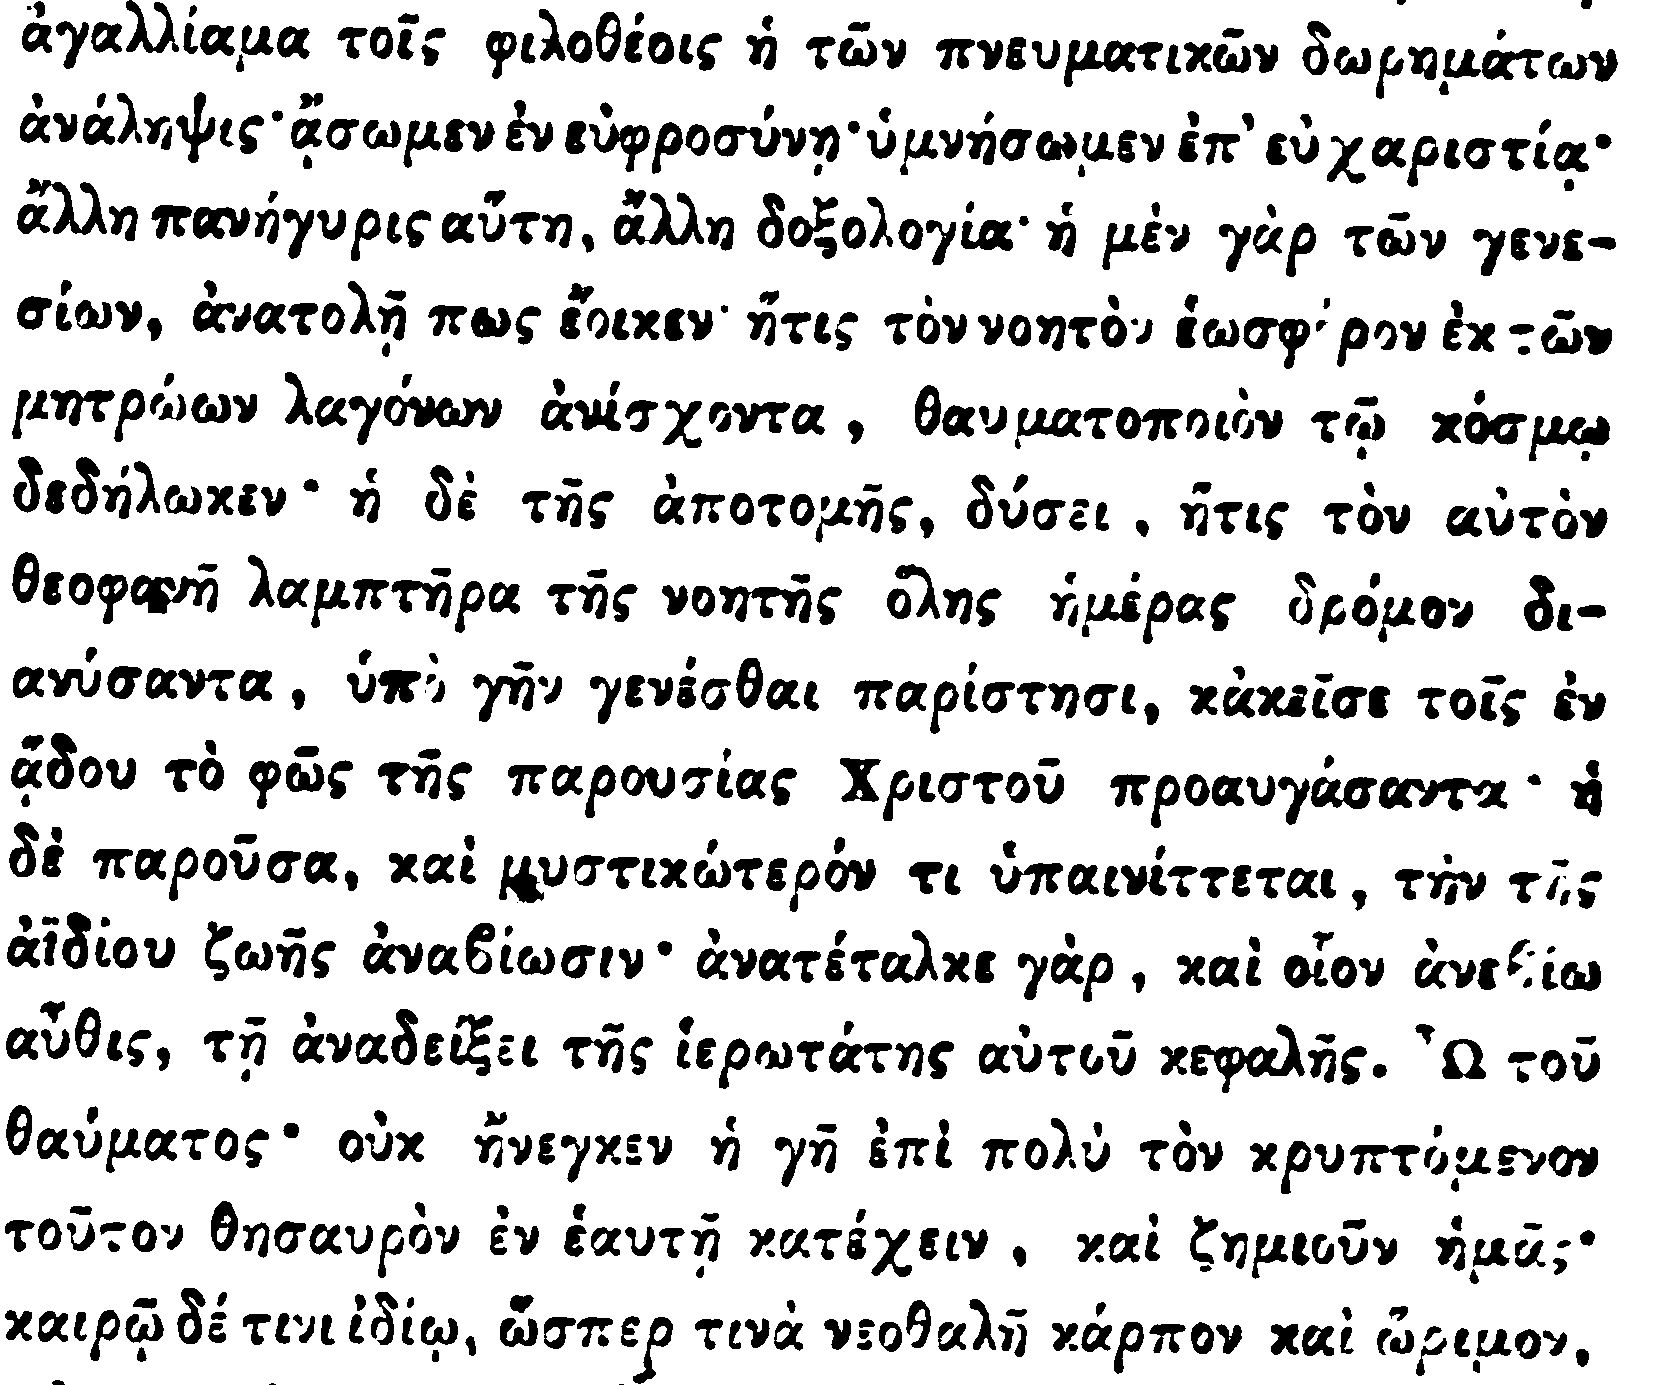 ἀγαλλίαμα τοῖς φιλοθέοις ἡ τῶν πνευματικῶν δωρημάτων
ἀνάληψις· ᾄσωμεν ἐν εὐφροσύνῃ· ὑμνήσωμεν ἐπ’ εὐχαριστίᾳ·
ἄλλη πανήγυρις αὕτη, ἄλλη δοξολογία· ἡ μὲν γὰρ τῶν γενε-
σίων, ἀνατολῇ πως ἔοικεν· ἥτις τὸν νοητὸν ἑωσφόρον ἐκ τῶν
μητρώων λαγόνων ἀνίσχοντα, θαυματοποιὸν τῷ κόσμῳ
δεδήλωκεν· ἡ δὲ τῆς ἀποτομῆς, δύσει, ἥτις τὸν αὐτὸν
θεοφανῆ λαμπτῆρα τῆς νοητῆς ὅλης ἡμέρας δρόμον δι-
ανύσαντα, ὑπὸ γῆν γενέσθαι παρίστησι, κἀκεῖσε τοῖς ἐν
ᾅδου τὸ φῶς τῆς παρουσίας Χριστοῦ προαυγάσαντα· ἡ
δὲ παροῦσα, καὶ μυστικώτερόν τι ὑπαινίττεται, τὴν τῆς
ἀϊδίου ζωῆς ἀναβίωσιν· ἀνατέταλκε γὰρ, καὶ οἷον ἀνεβίω
αὖθις, τῇ ἀναδείξει τῆς ἱερωτάτης αὐτοῦ κεφαλῆς. Ὢ τοῦ
θαύματος· οὐκ ἤνεγκεν ἡ γῆ ἐπὶ πολὺ τὸν κρυπτόμενον
τοῦτον θησαυρὸν ἐν ἑαυτῇ κατέχειν, καὶ ζημιοῦν ἡμᾶς·
καιρῷ δέ τινι ἰδίῳ, ὥσπερ τινὰ νεοθαλῆ κάρπον καὶ ὥριμον,